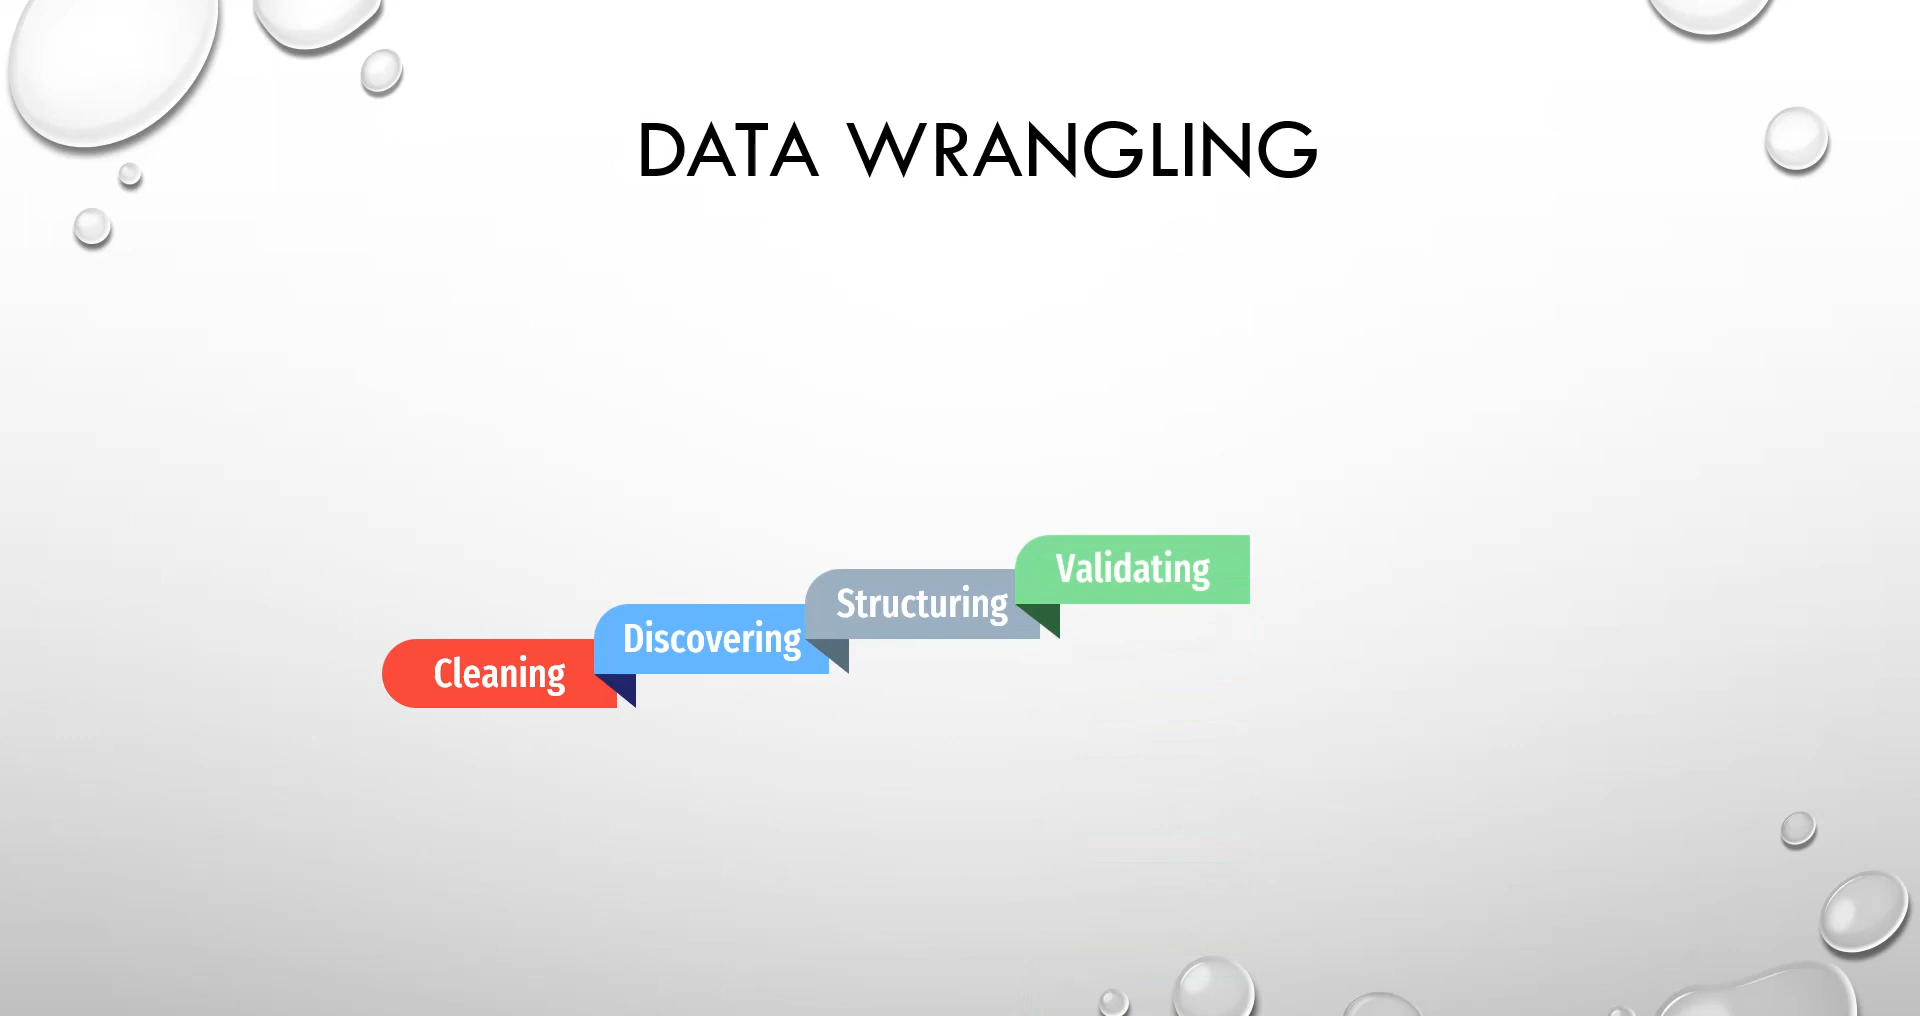 DATA WRANGLING
Cleaning
Discovering
Structuring
Validating